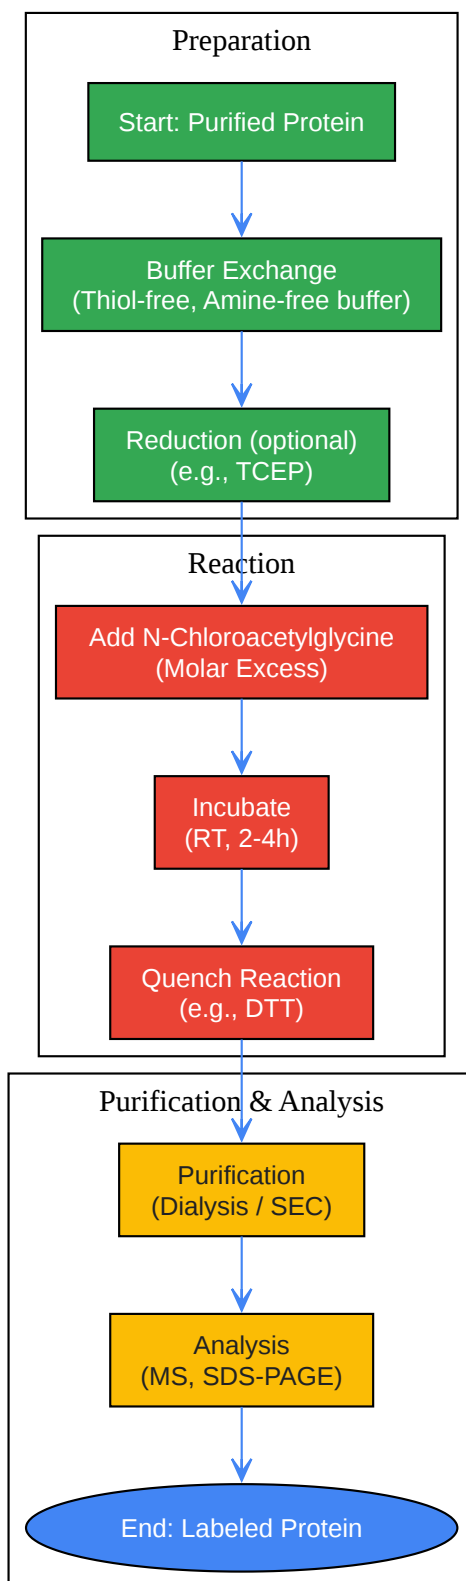 Preparation
Start: Purified Protein
Buffer Exchange
(Thiol-free, Amine-free buffer)
Reduction (optional)
(e.g., TCEP)
Reaction
Add N-Chloroacetylglycine
(Molar Excess)
Incubate
(RT, 2-4h)
Quench Reaction
(e.g., DTT)
Purification & Analysis
Purification
(Dialysis / SEC)
Analysis
(MS, SDS-PAGE)
End: Labeled Protein